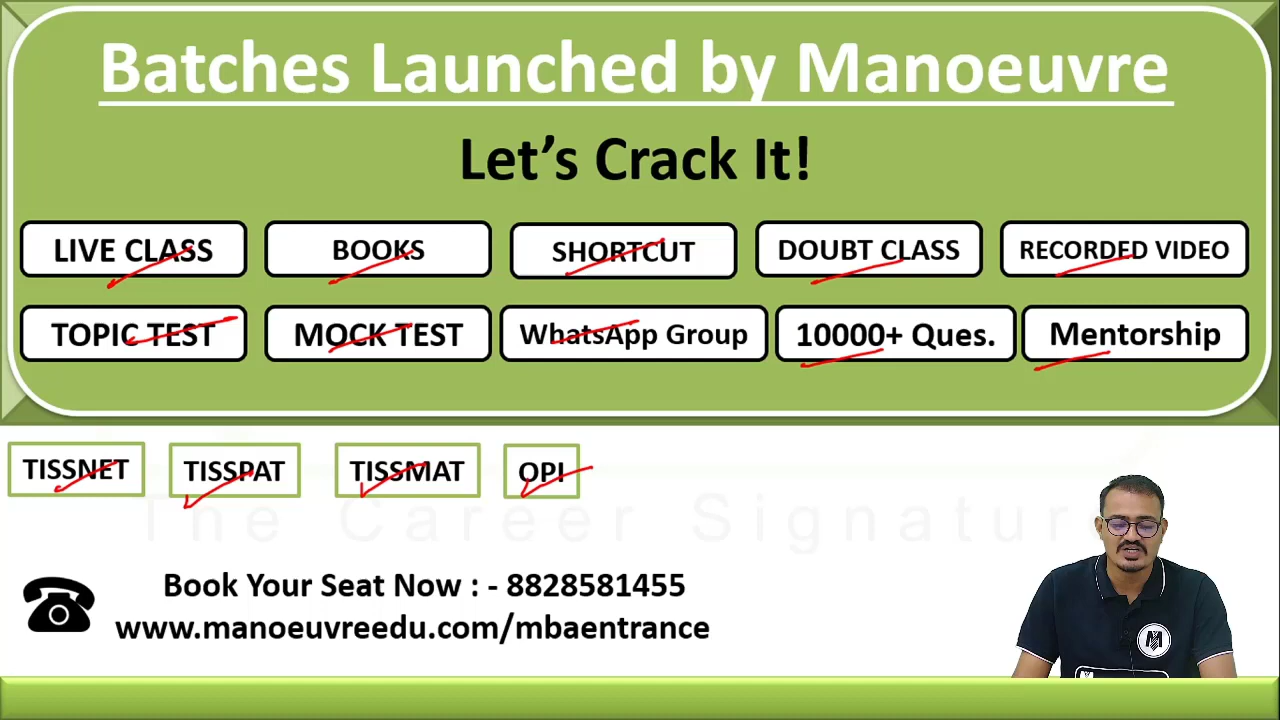 Batches Launched by Manoeuvre
Let's Crack It!
LIVE CLASS BOOKS SHORTCUT DOUBT CLASS RECORDED VIDEO
TOPIC TEST MOCK TEST WhatsApp Group 10000+ Ques. Mentorship
TISSNET TISSPAT TISSMAT OPI
The Career Signatur
Book Your Seat Now : - 8828581455
www.manoeuvreedu.com/mbaentrance